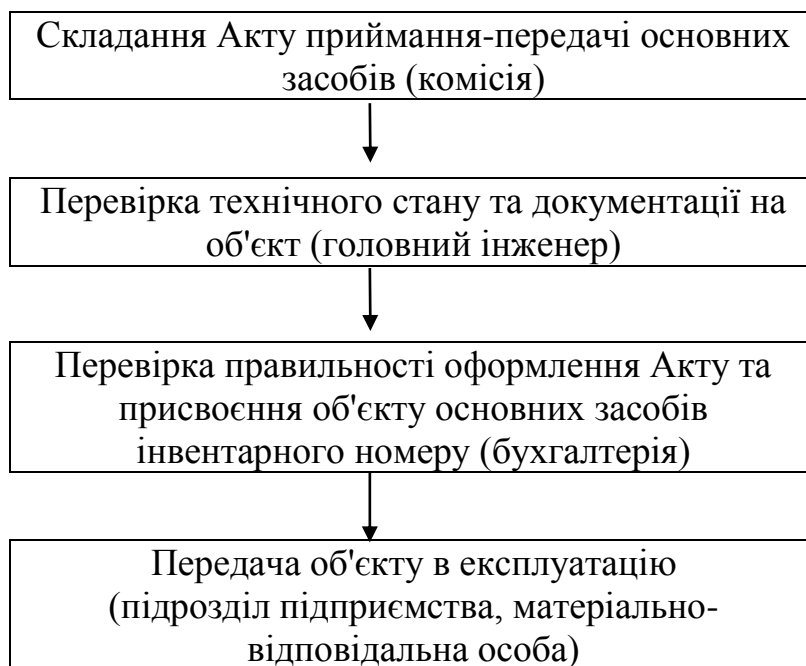 Складання Акту приймання-передачі основних
засобів (комісія)
Перевірка технічного стану та документації на
об'єкт (головний інженер)
Перевірка правильності оформлення Акту та
присвоєння об'єкту основних засобів
інвентарного номеру (бухгалтерія)
Передача об'єкту в експлуатацію
(підрозділ підприємства, матеріально-
відповідальна особа)